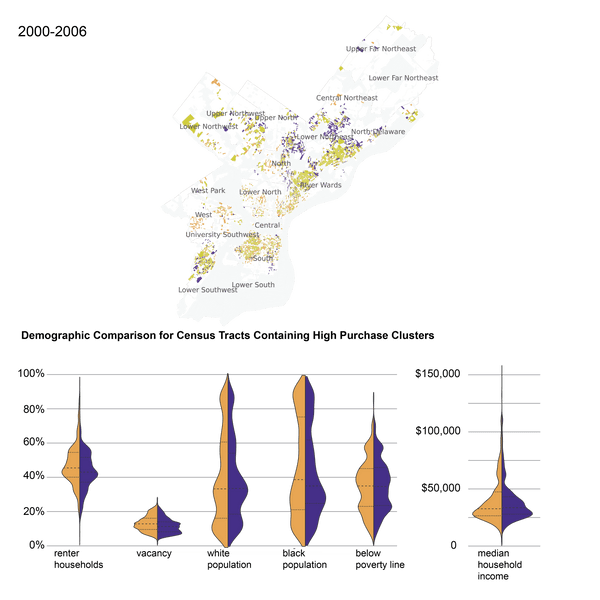 2000-2006
Upper Far Northeast
Lower Far Northeast
Central Northeast
Upper Northwest
Upper North
Lower Northwest
North Delaware
Lower Northeast
North
River Wards
West Park
Lower North
West
Central
University Southwest
South
Lower South
Lower Southwest
Demographic Comparison for Census Tracts Containing High Purchase Clusters
100%
80%
60%
40%
20%
0%
$150,000
$100,000
$50,000
0
renter
households
vacancy
white
population
black
population
below
poverty line
median
household
income